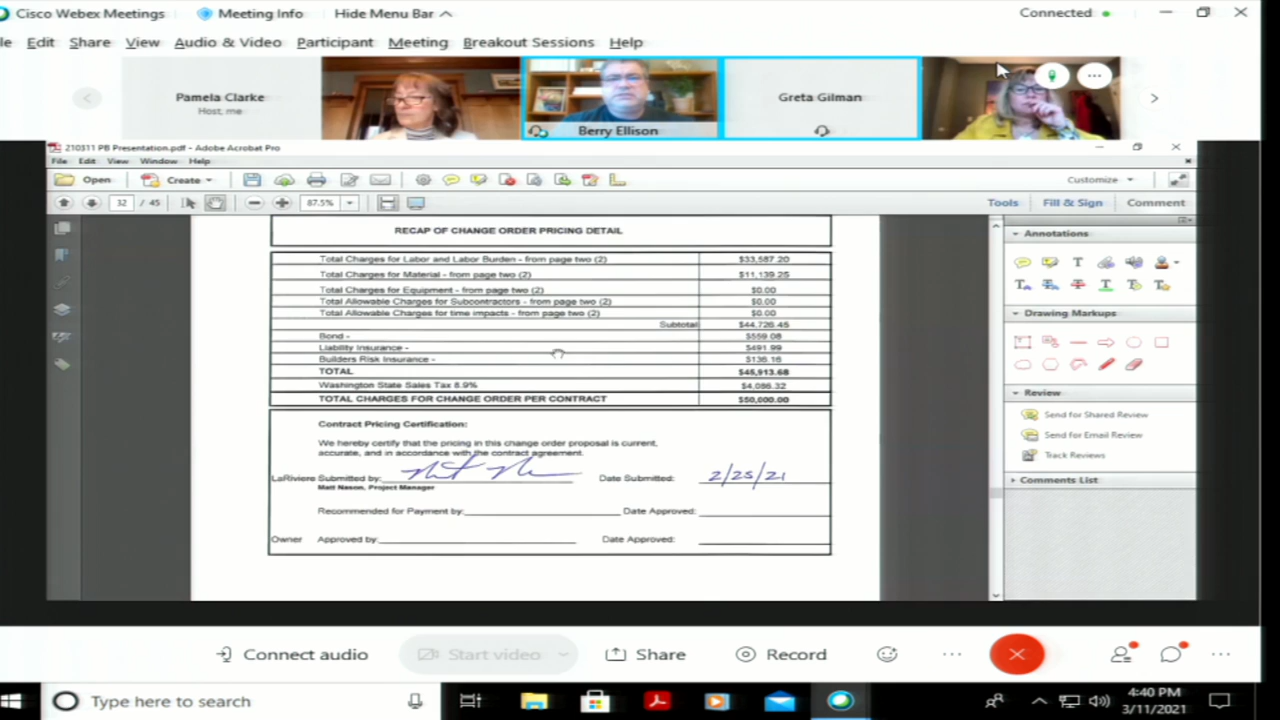 Cisco Webex Meetings Meeting Info Hide Menu Bar Connected
le Edit Share View Audio & Video Participant Meeting Breakout Sessions Help
Pamela Clarke
Host, me
Berry Ellison
Greta Gilman
210311 PB Presentation.pdf - Adobe Acrobat Pro
File Edit View Window Help
Open Create Customize
32 / 45 87.5% Tools Fill & Sign Comment
RECAP OF CHANGE ORDER PRICING DETAIL
Total Charges for Labor and Labor Burden - from page two (2) $33,587.20
Total Charges for Material - from page two (2) $11,139.25
Total Charges for Equipment - from page two (2) $0.00
Total Allowable Charges for Subcontractors - from page two (2) $0.00
Total Allowable Charges for time impacts - from page two (2) $0.00
Subtotal $44,726.45
Bond - $559.08
Liability Insurance - $491.99
Builders Risk Insurance - $136.16
TOTAL $45,913.68
Washington State Sales Tax 8.9% $4,086.32
TOTAL CHARGES FOR CHANGE ORDER PER CONTRACT $50,000.00
Contract Pricing Certification:
We hereby certify that the pricing in this change order proposal is current,
accurate, and in accordance with the contract agreement.
LaRiviere Submitted by: Date Submitted: 2/25/21
Matt Nason, Project Manager
Recommended for Payment by: Date Approved:
Owner Approved by: Date Approved:
Annotations
T
T T T T T T
Drawing Markups
Review
Send for Shared Review
Send for Email Review
Track Reviews
Comments List
Connect audio Start video Share Record
Type here to search
4:40 PM
3/11/2021